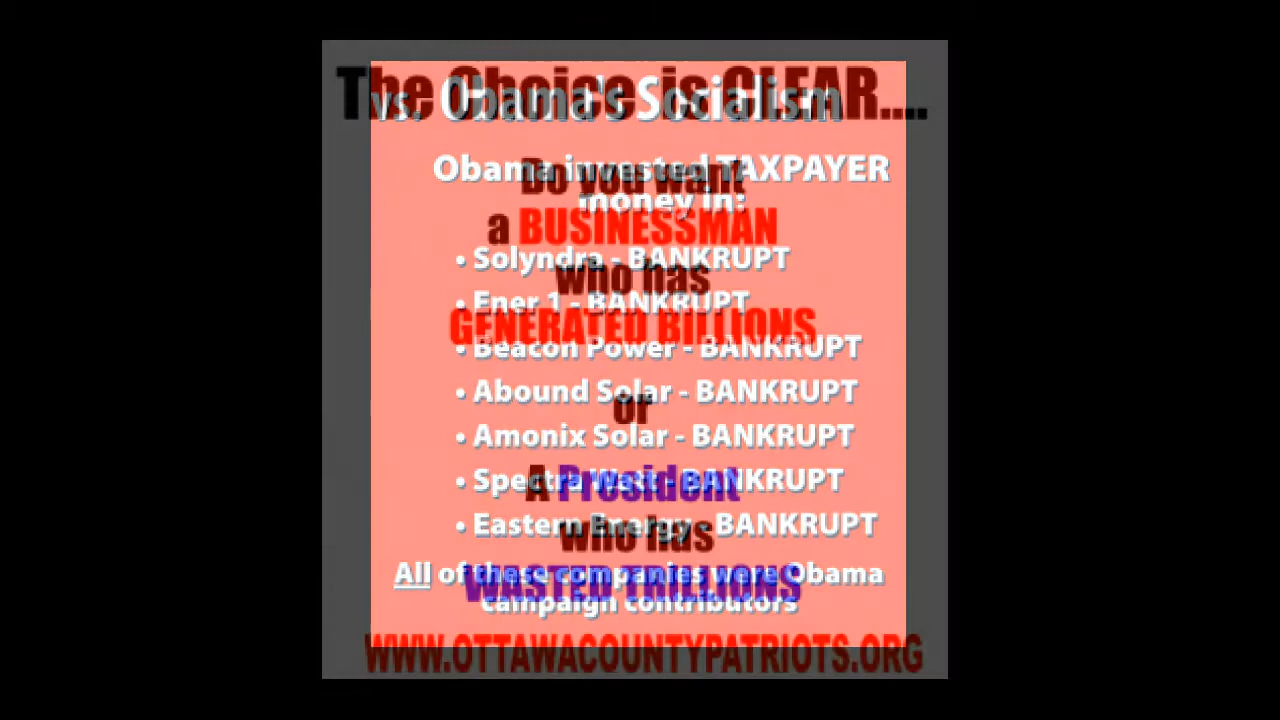 The Choice is CLEAR....
vs. Obama's Socialism
Obama invested TAXPAYER
money in:
Do you want
a BUSINESSMAN
• Solyndra - BANKRUPT
who has
• Ener 1 - BANKRUPT
GENERATED BILLIONS
• Beacon Power - BANKRUPT
• Abound Solar - BANKRUPT
or
• Amonix Solar - BANKRUPT
• Spectra Watt - BANKRUPT
A President
• Eastern Energy - BANKRUPT
who has
All of these companies were Obama
WASTED TRILLIONS
campaign contributors
WWW.OTTAWACOUNTYPATRIOTS.ORG